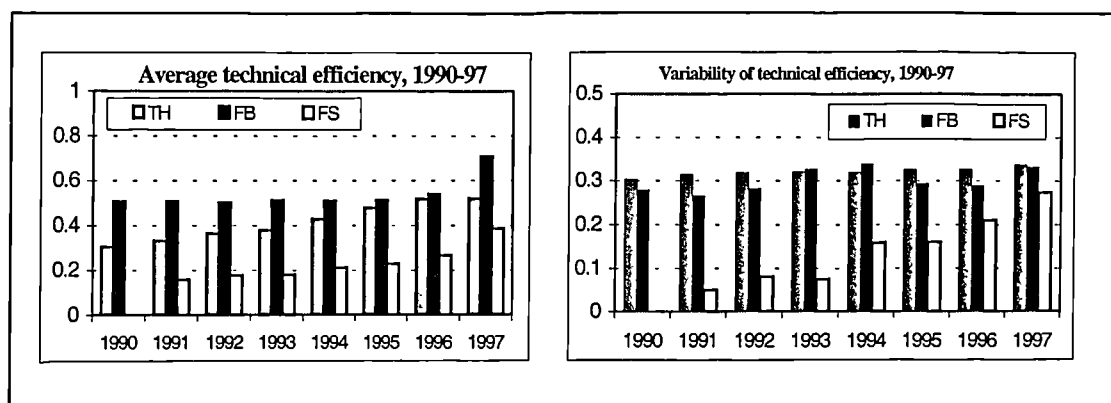 Average technical efficiency, 1990-97
1
TH FB FS
0.8
0.6
0.4
0.2
0
1990 1991 1992 1993 1994 1995 1996 1997
Variability of technical efficiency, 1990-97
0.5
TH FB FS
0.4
0.3
0.2
0.1
0
1990 1991 1992 1993 1994 1995 1996 1997